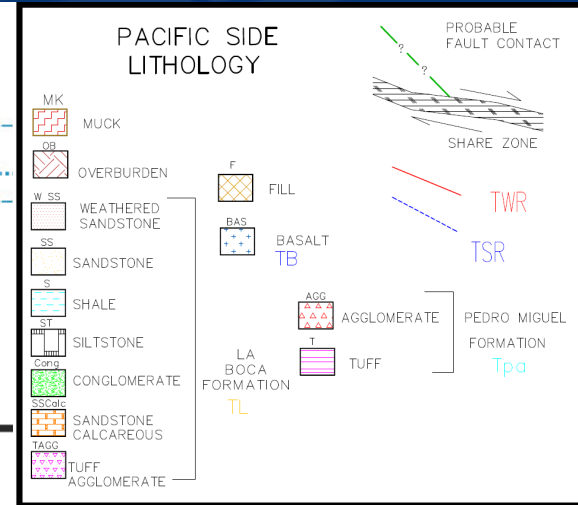 PACIFIC SIDE
LITHOLOGY
MK
MUCK
OB
OVERBURDEN
W SS
WEATHERED
SANDSTONE
SS
SANDSTONE
S
SHALE
ST
SILTSTONE
Cong
CONGLOMERATE
SSCalc
SANDSTONE
CALCAREOUS
TAGG
TUFF
AGGLOMERATE
LA
BOCA
FORMATION
TL
F
FILL
BAS
BASALT
TB
AGG
AGGLOMERATE
T
TUFF
PEDRO MIGUEL
FORMATION
Tpa
PROBABLE
FAULT CONTACT
?
?
SHARE ZONE
TWR
TSR